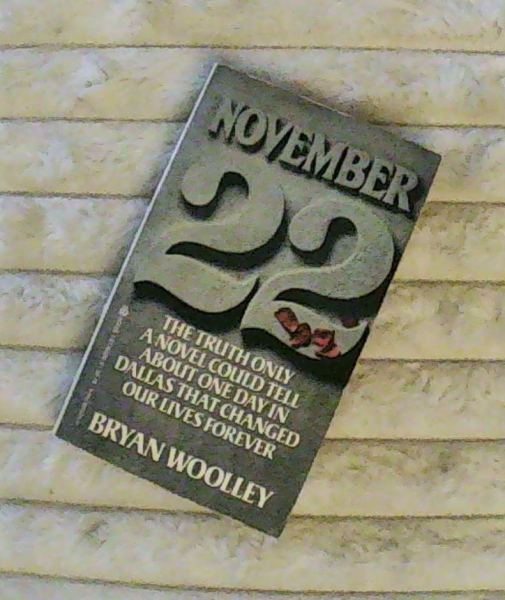 NOVEMBER
22
THE TRUTH ONLY
A NOVEL COULD TELL
ABOUT ONE DAY IN
DALLAS THAT CHANGED
OUR LIVES FOREVER
BRYAN WOOLLEY